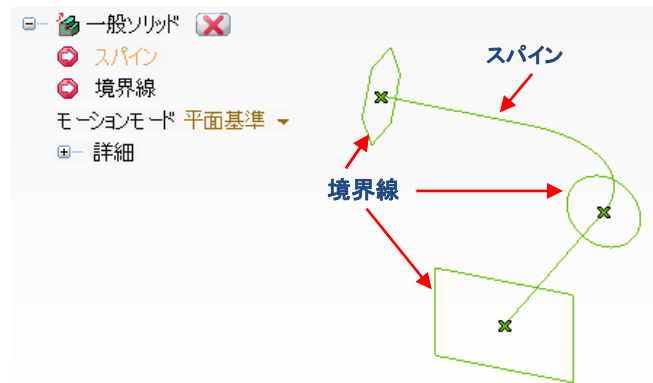 一般ソリッド
スパイン
境界線
モーションモード 平面基準
詳細
スパイン
境界線